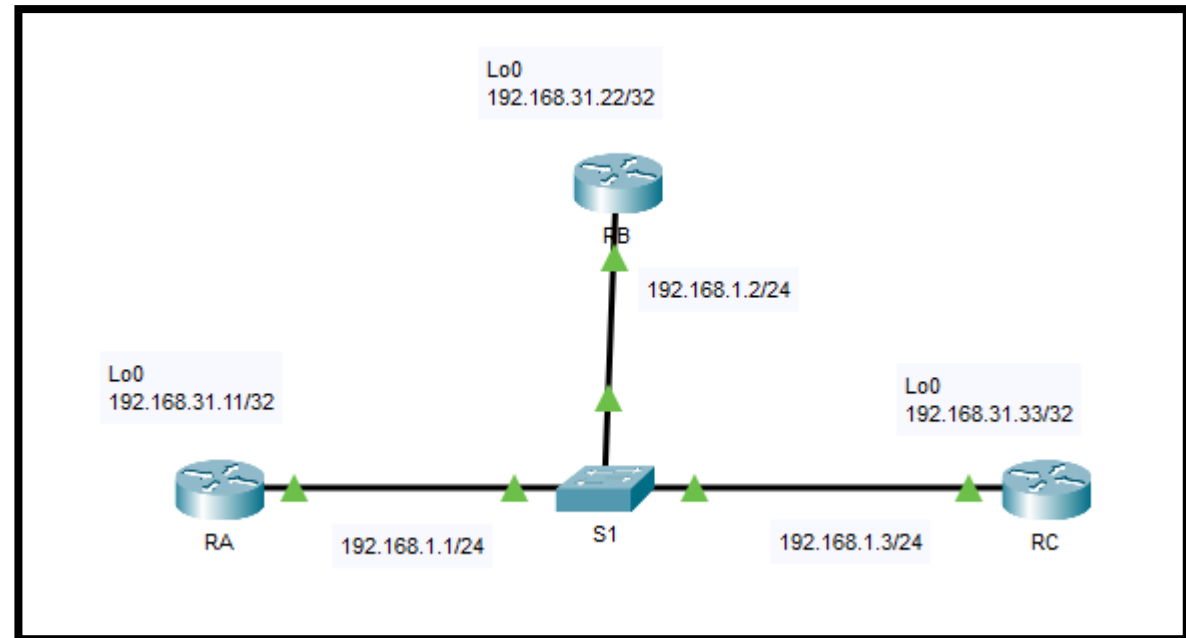 Lo0
192.168.31.22/32
RB
192.168.1.2/24
Lo0
192.168.31.11/32
Lo0
192.168.31.33/32
RA
192.168.1.1/24
S1
192.168.1.3/24
RC